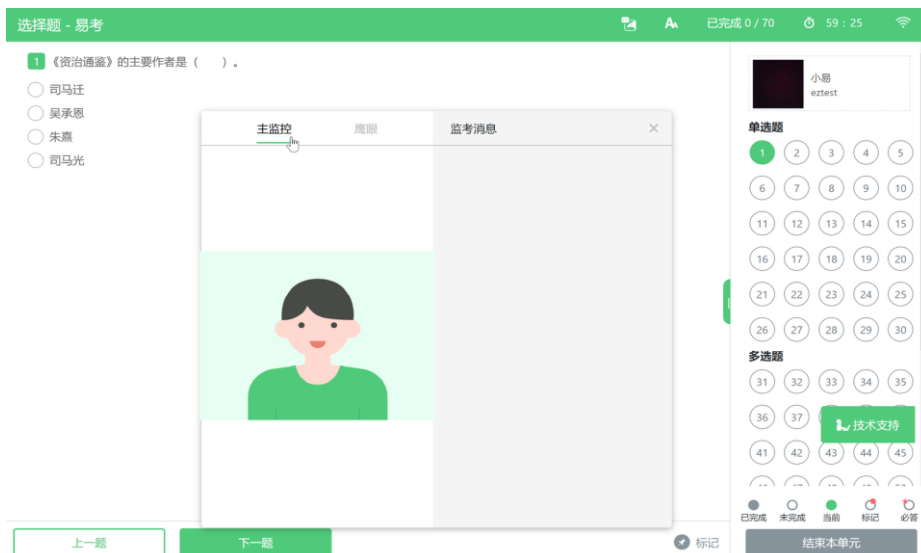 选择题 - 易考
已完成 0 / 70
59 : 25
1 《资治通鉴》的主要作者是（ ）。
司马迁
吴承恩
朱熹
司马光
主监控
鹰眼
监考消息
小易
eztest
单选题
1 2 3 4 5
6 7 8 9 10
11 12 13 14 15
16 17 18 19 20
21 22 23 24 25
26 27 28 29 30
多选题
31 32 33 34 35
36 37
技术支持
41 42 43 44 45
已完成 未完成 当前 标记 必答
上一题
下一题
标记
结束本单元